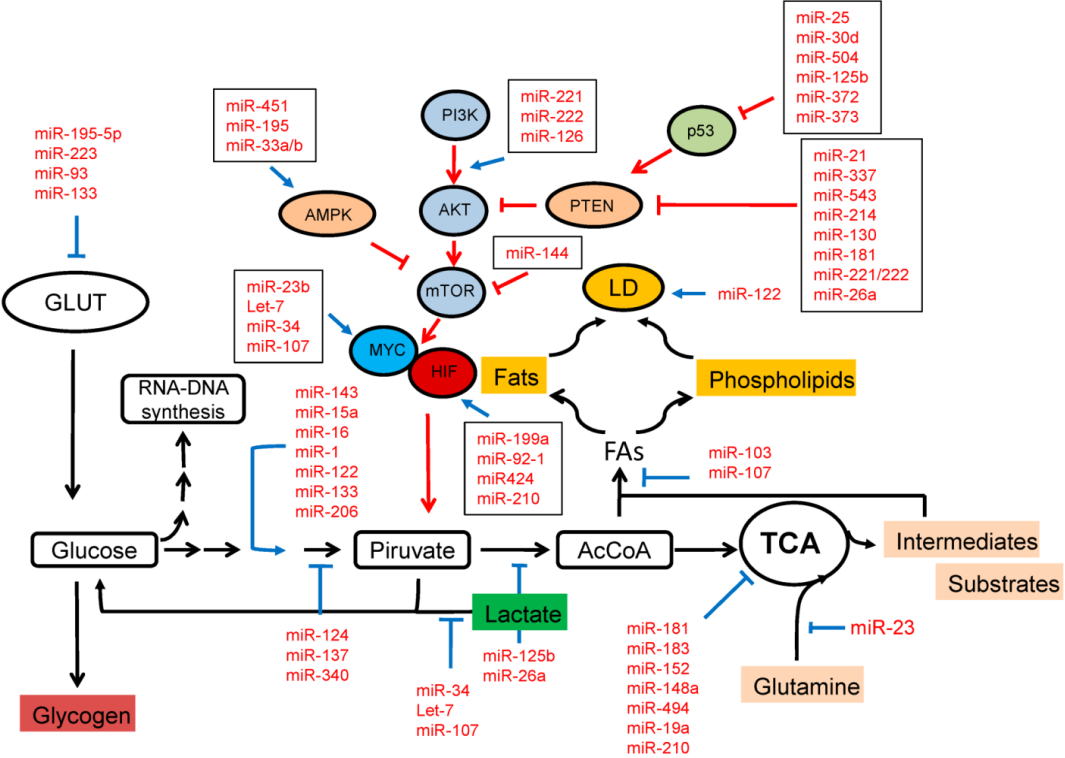 miR-25
miR-30d
miR-504
miR-125b
miR-372
miR-373
miR-451
miR-195
miR-33a/b
PI3K
miR-221
miR-222
miR-126
p53
miR-195-5p
miR-223
miR-93
miR-133
AMPK
AKT
PTEN
miR-21
miR-337
miR-543
miR-214
miR-130
miR-181
miR-221/222
miR-26a
miR-144
GLUT
mTOR
LD
miR-122
miR-23b
Let-7
miR-34
miR-107
MYC
HIF
Fats
Phospholipids
RNA-DNA
synthesis
miR-143
miR-15a
miR-16
miR-1
miR-122
miR-133
miR-206
miR-199a
miR-92-1
miR424
miR-210
FAs
miR-103
miR-107
Glucose
Piruvate
AcCoA
TCA
Intermediates
Substrates
Lactate
miR-124
miR-137
miR-340
miR-125b
miR-26a
miR-34
Let-7
miR-107
miR-181
miR-183
miR-152
miR-148a
miR-494
miR-19a
miR-210
miR-23
Glutamine
Glycogen